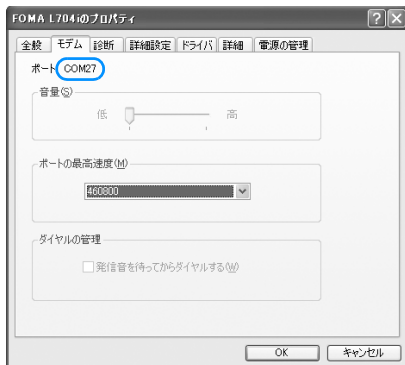 FOMA L704iのプロパティ
全般 モデム 診断 詳細設定 ドライバ 詳細 電源の管理
ポート COM27
音量(S)
低 高
ポートの最高速度(M)
460800
ダイヤルの管理
発信音を待ってからダイヤルする(W)
OK キャンセル